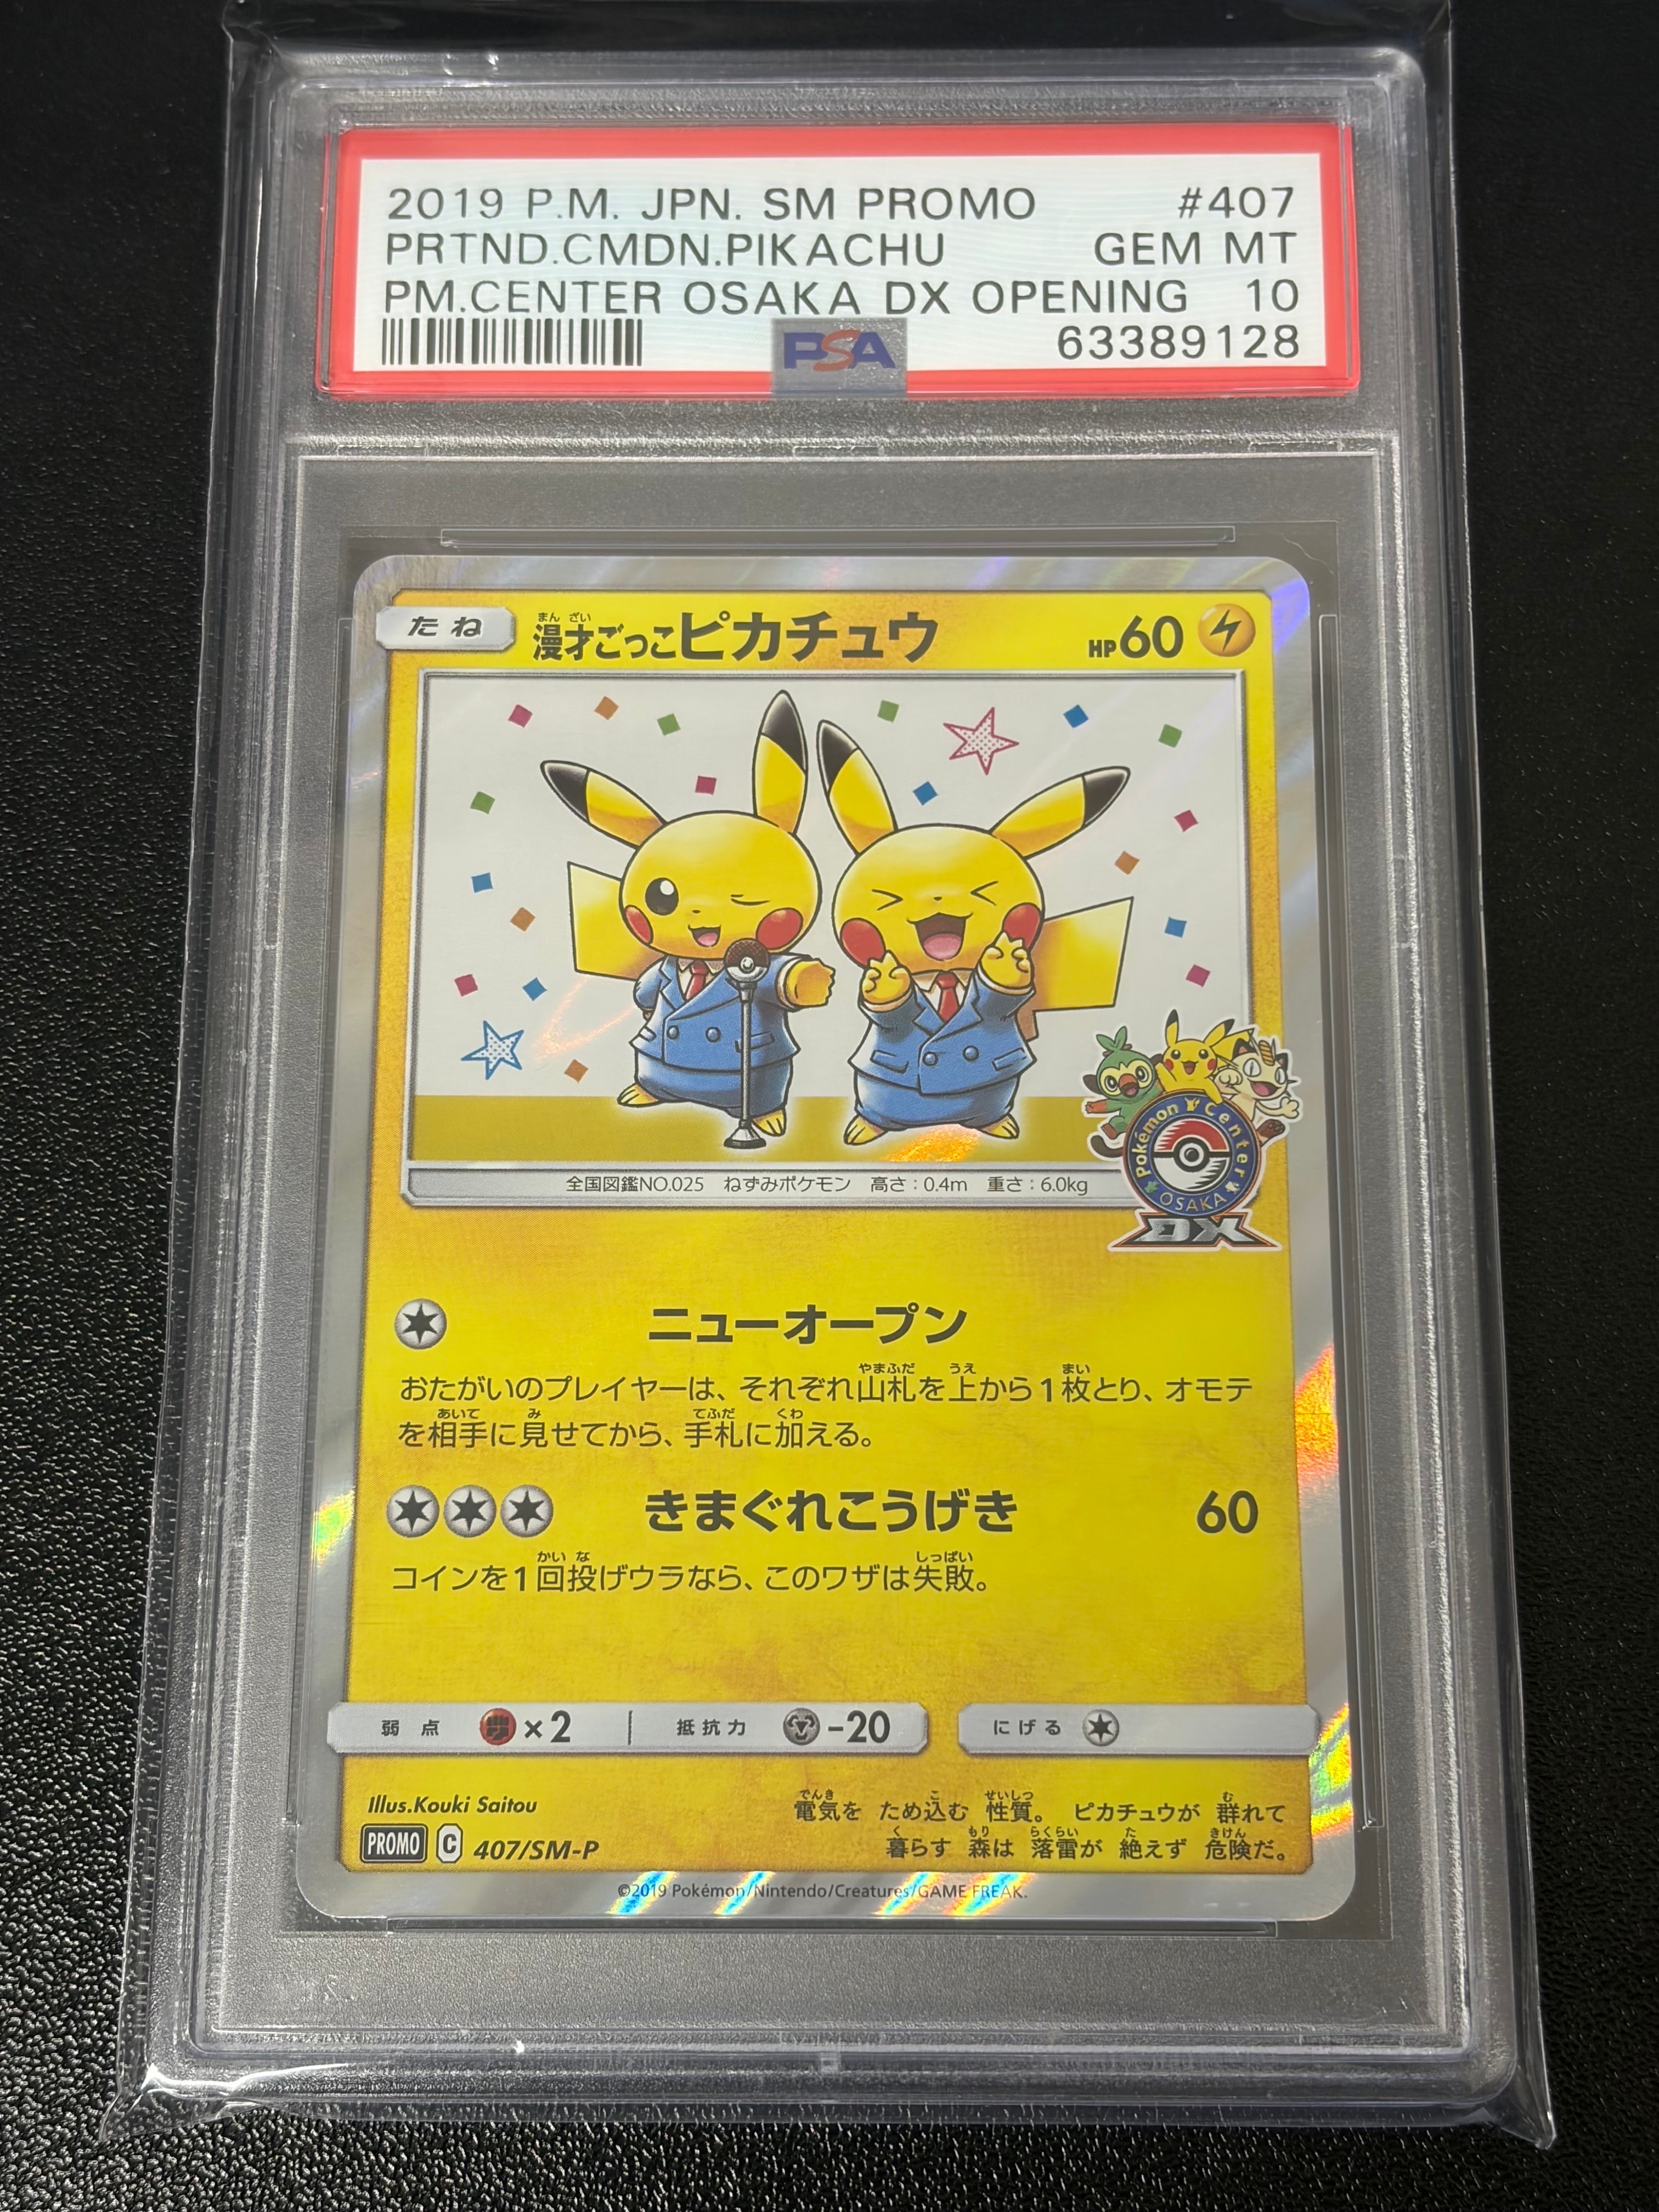 2019 P.M. JPN. SM PROMO #407
PRTND.CMDN.PIKACHU GEM MT
PM.CENTER OSAKA DX OPENING 10
PSA 63389128
たね 漫才ごっこピカチュウ HP60
まん ざい
Pokémon Center
OSAKA
DX
全国図鑑NO.025 ねずみポケモン 高さ:0.4m 重さ:6.0kg
ニューオープン
やまふだ うえ まい
おたがいのプレイヤーは、それぞれ山札を上から1枚とり、オモテ
あいて み てふだ くわ
を相手に見せてから、手札に加える。
きまぐれこうげき 60
かい な しっぱい
コインを1回投げウラなら、このワザは失敗。
弱点 ×2 抵抗力 -20 にげる
Illus.Kouki Saitou
でんき こ せいしつ む
電気を ため込む 性質。 ピカチュウが 群れて
く もり らくらい た きけん
暮らす 森は 落雷が 絶えず 危険だ。
PROMO C 407/SM-P
©2019 Pokémon/Nintendo/Creatures/GAME FREAK.